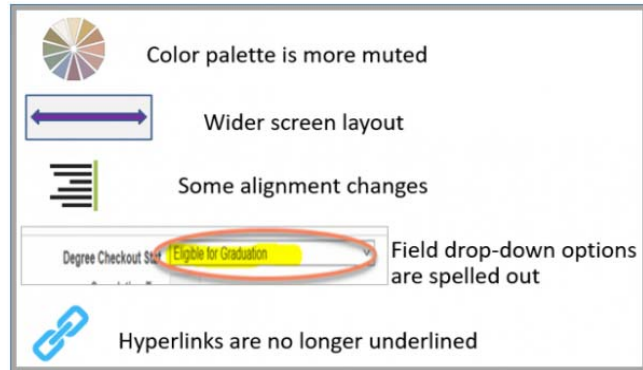 Color palette is more muted
Wider screen layout
Some alignment changes
Degree Checkout Stat Eligible for Graduation
Field drop-down options
are spelled out
Hyperlinks are no longer underlined